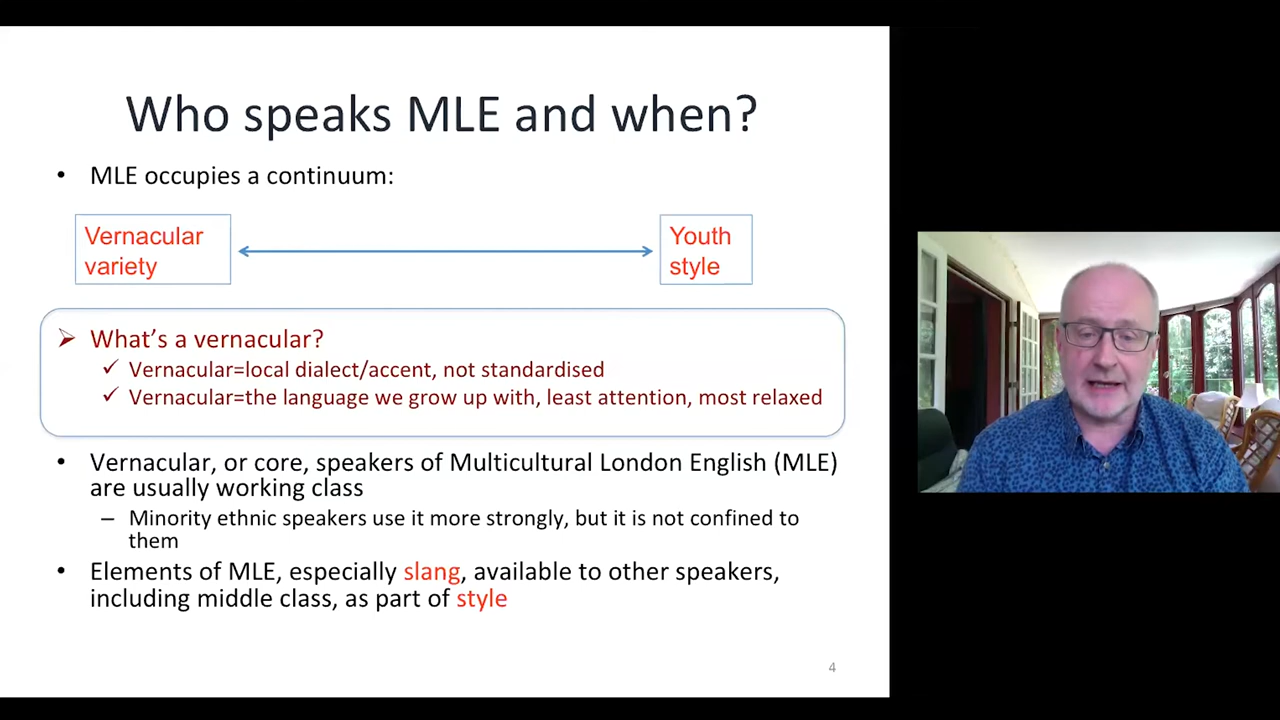 Who speaks MLE and when?
• MLE occupies a continuum:
Vernacular
variety
Youth
style
➢ What’s a vernacular?
✓ Vernacular=local dialect/accent, not standardised
✓ Vernacular=the language we grow up with, least attention, most relaxed
• Vernacular, or core, speakers of Multicultural London English (MLE)
are usually working class
– Minority ethnic speakers use it more strongly, but it is not confined to
them
• Elements of MLE, especially slang, available to other speakers,
including middle class, as part of style
4